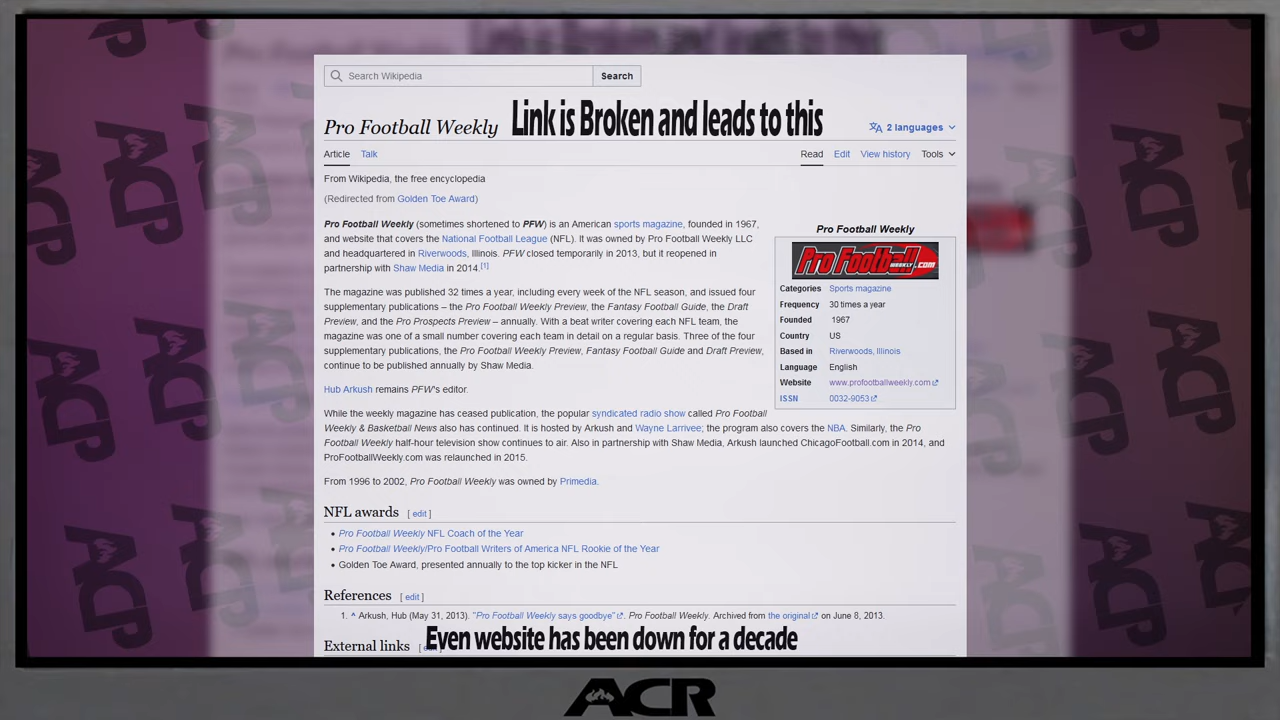 Link is Broken and leads to this
Search Wikipedia
Search
Pro Football Weekly
Link is Broken and leads to this
2 languages
Article Talk
Read Edit View history Tools
From Wikipedia, the free encyclopedia
(Redirected from Golden Toe Award)
Pro Football Weekly (sometimes shortened to PFW) is an American sports magazine, founded in 1967,
and website that covers the National Football League (NFL). It was owned by Pro Football Weekly LLC
and headquartered in Riverwoods, Illinois. PFW closed temporarily in 2013, but it reopened in
partnership with Shaw Media in 2014.[1]
The magazine was published 32 times a year, including every week of the NFL season, and issued four
supplementary publications – the Pro Football Weekly Preview, the Fantasy Football Guide, the Draft
Preview, and the Pro Prospects Preview – annually. With a beat writer covering each NFL team, the
magazine was one of a small number covering each team in detail on a regular basis. Three of the four
supplementary publications, the Pro Football Weekly Preview, Fantasy Football Guide and Draft Preview,
continue to be published annually by Shaw Media.
Hub Arkush remains PFW's editor.
While the weekly magazine has ceased publication, the popular syndicated radio show called Pro Football
Weekly & Basketball News also has continued. It is hosted by Arkush and Wayne Larrivee; the program also covers the NBA. Similarly, the Pro
Football Weekly half-hour television show continues to air. Also in partnership with Shaw Media, Arkush launched ChicagoFootball.com in 2014, and
ProFootballWeekly.com was relaunched in 2015.
From 1996 to 2002, Pro Football Weekly was owned by Primedia.
Pro Football Weekly
Pro Football WEEKLY .com
Categories Sports magazine
Frequency 30 times a year
Founded 1967
Country US
Based in Riverwoods, Illinois
Language English
Website www.profootballweekly.com
ISSN 0032-9053
NFL awards [ edit ]
• Pro Football Weekly NFL Coach of the Year
• Pro Football Weekly/Pro Football Writers of America NFL Rookie of the Year
• Golden Toe Award, presented annually to the top kicker in the NFL
References [ edit ]
1. ^ Arkush, Hub (May 31, 2013). "Pro Football Weekly says goodbye". Pro Football Weekly. Archived from the original on June 8, 2013.
Even website has been down for a decade
External links
ACR